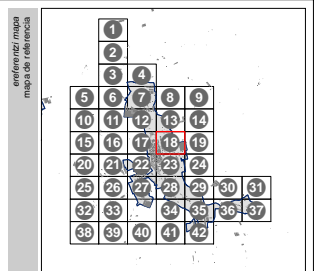 erreferentzi mapa
mapa de referencia
1
2
3 4
5 6 7 8 9
10 11 12 13 14
15 16 17 18 19
20 21 22 23 24
25 26 27 28 29 30 31
32 33 34 35 36 37
38 39 40 41 42